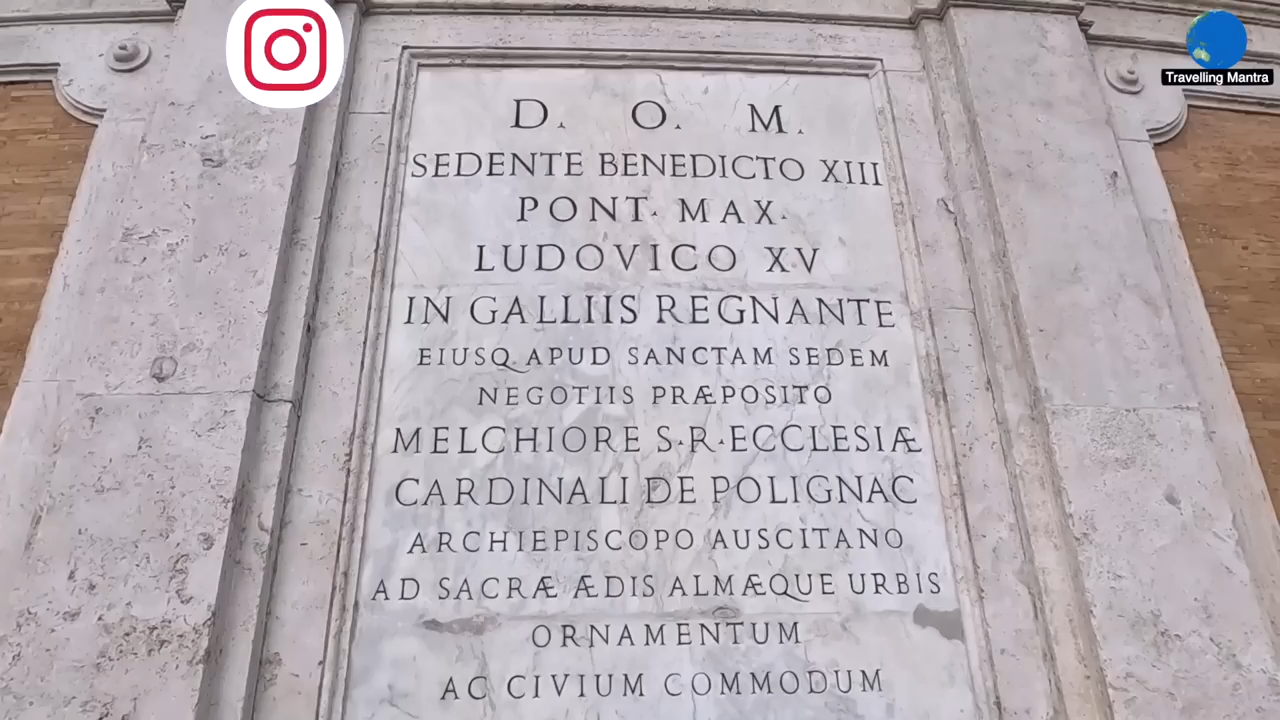 Travelling Mantra
D. O. M.
SEDENTE BENEDICTO XIII
PONT· MAX·
LUDOVICO XV
IN GALLIIS REGNANTE
EIUSQ APUD SANCTAM SEDEM
NEGOTIIS PRÆPOSITO
MELCHIORE S·R·ECCLESIÆ
CARDINALI DE POLIGNAC
ARCHIEPISCOPO AUSCITANO
AD SACRÆ ÆDIS ALMÆQUE URBIS
ORNAMENTUM
AC CIVIUM COMMODUM